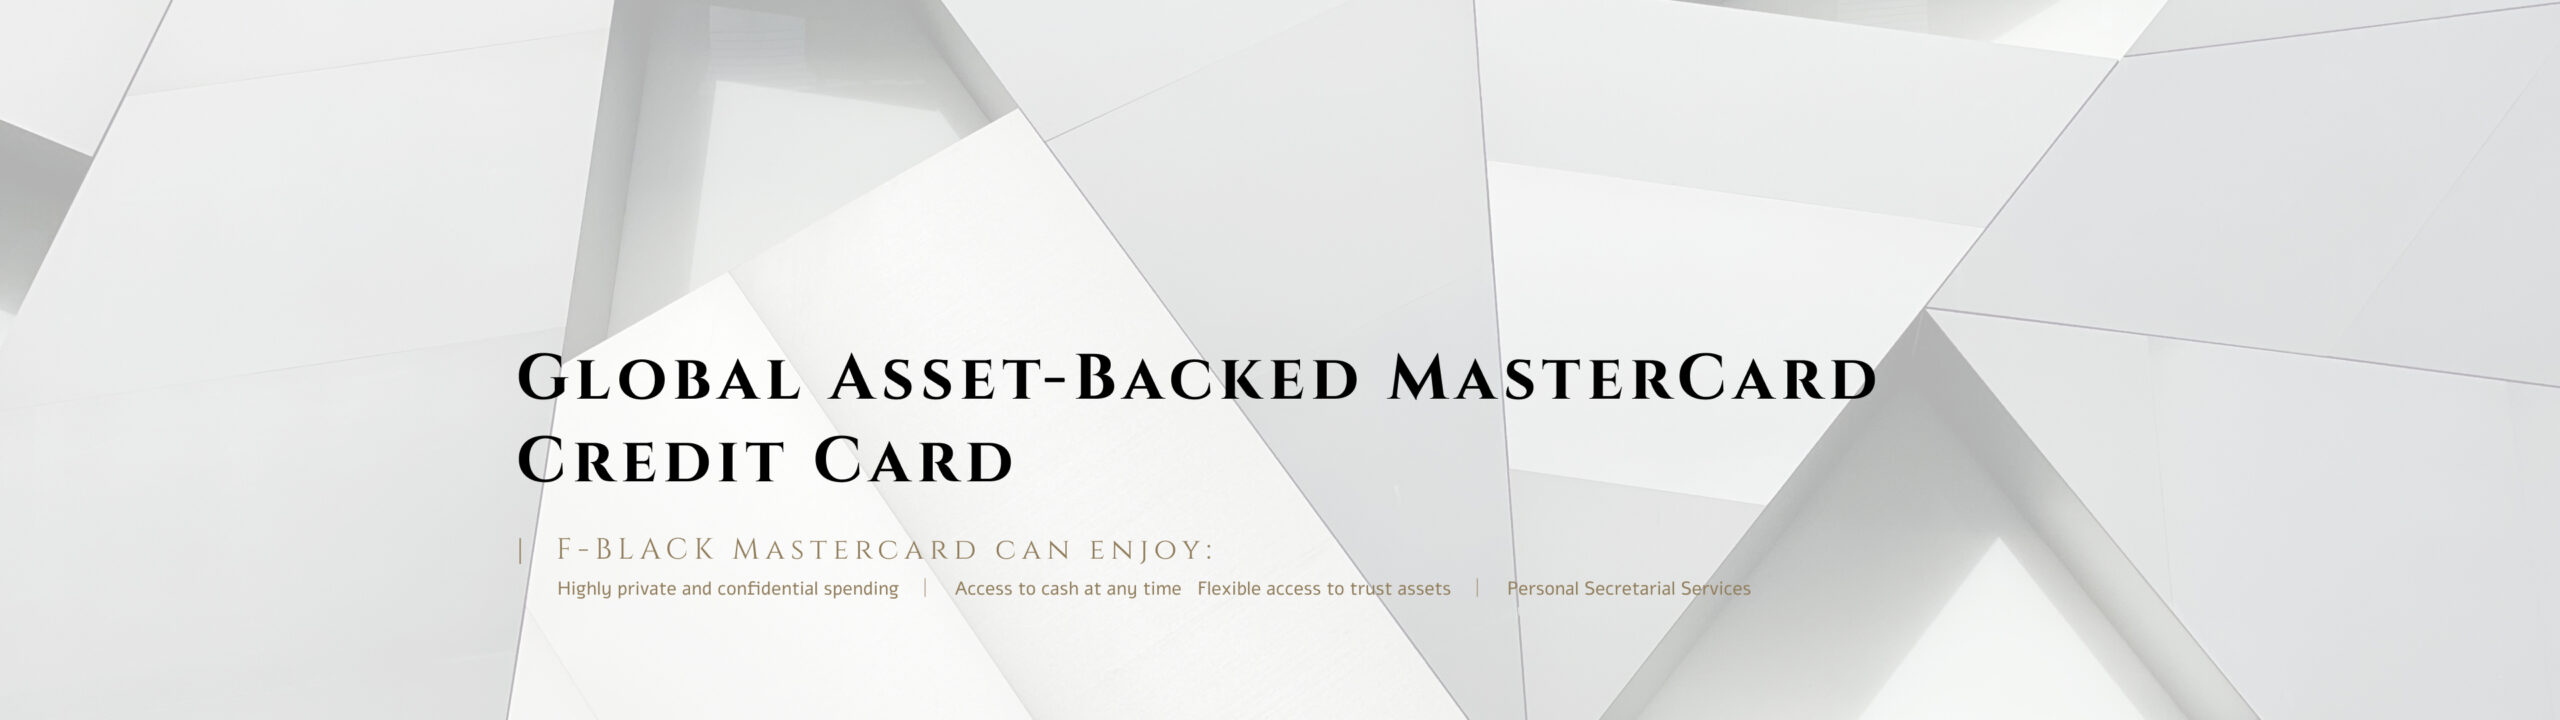 Global Asset-Backed MasterCard
Credit Card
| F-BLACK Mastercard can enjoy:
Highly private and confidential spending | Access to cash at any time Flexible access to trust assets | Personal Secretarial Services